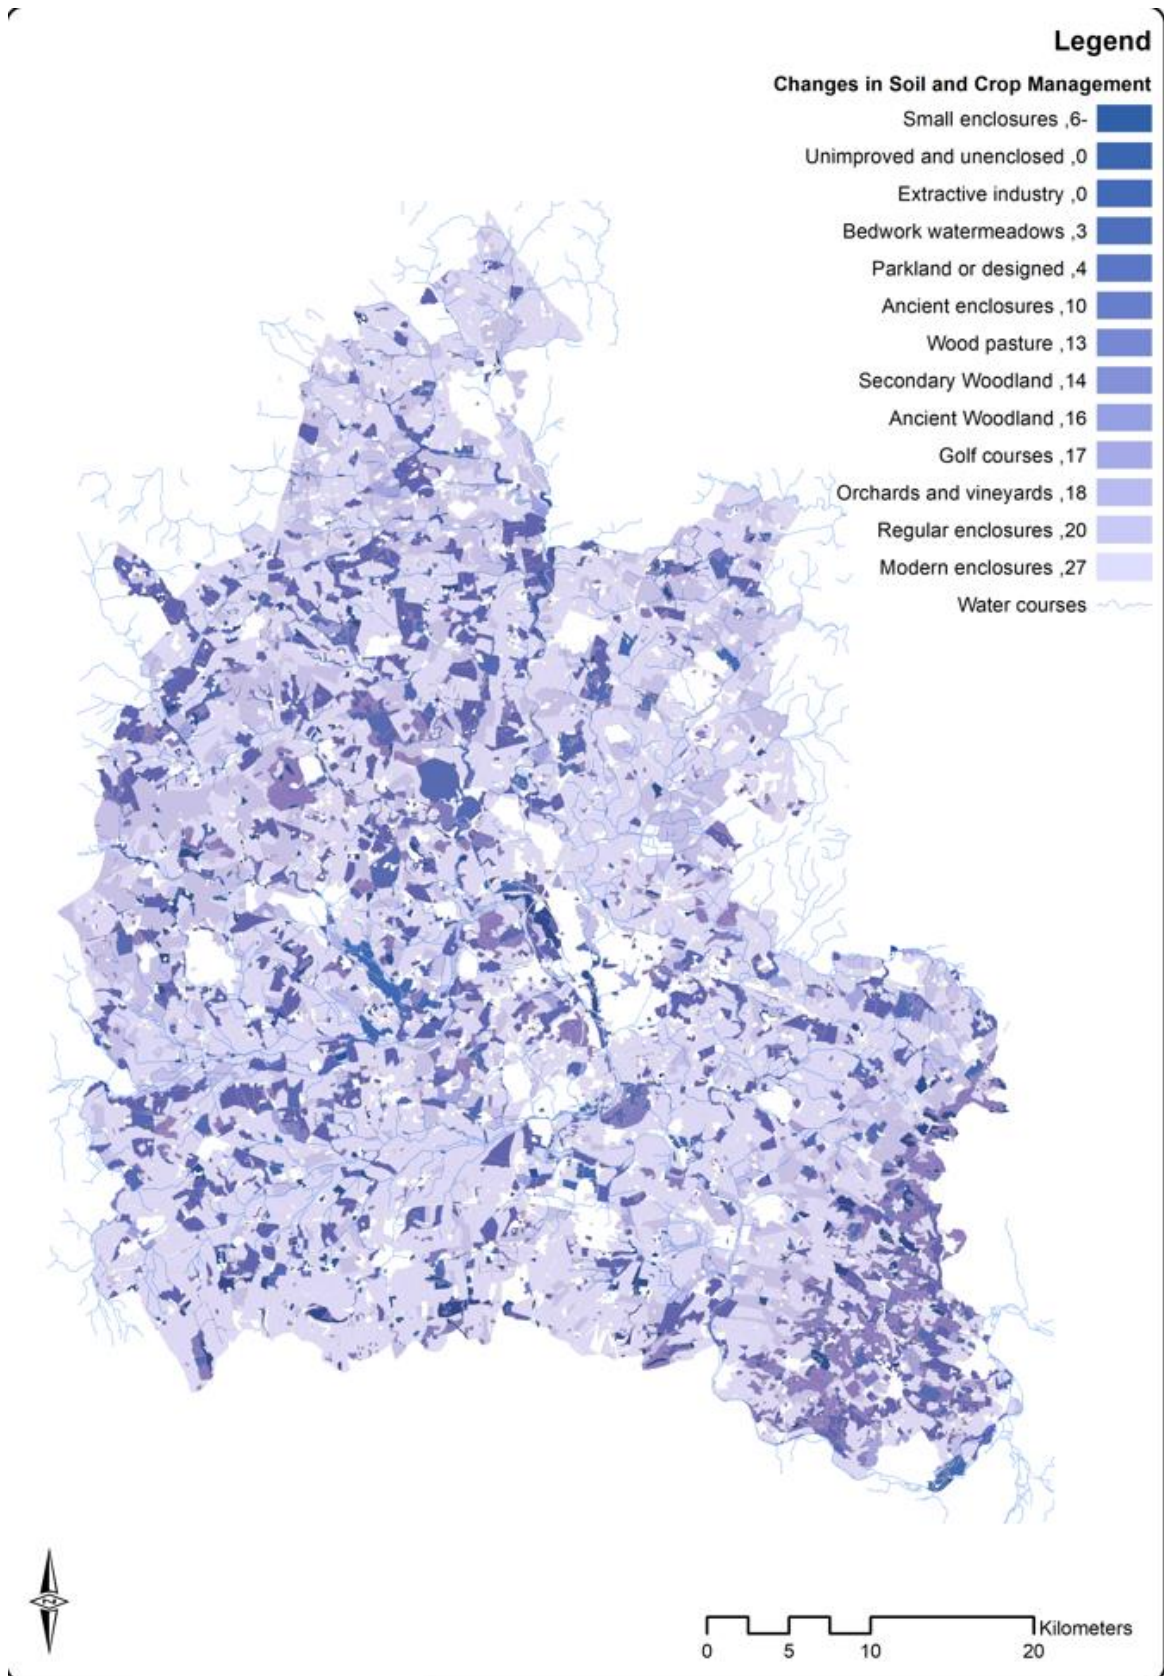 Legend
Changes in Soil and Crop Management
Small enclosures ,6-
Unimproved and unenclosed ,0
Extractive industry ,0
Bedwork watermeadows ,3
Parkland or designed ,4
Ancient enclosures ,10
Wood pasture ,13
Secondary Woodland ,14
Ancient Woodland ,16
Golf courses ,17
Orchards and vineyards ,18
Regular enclosures ,20
Modern enclosures ,27
Water courses
N
Kilometers
0 5 10 20